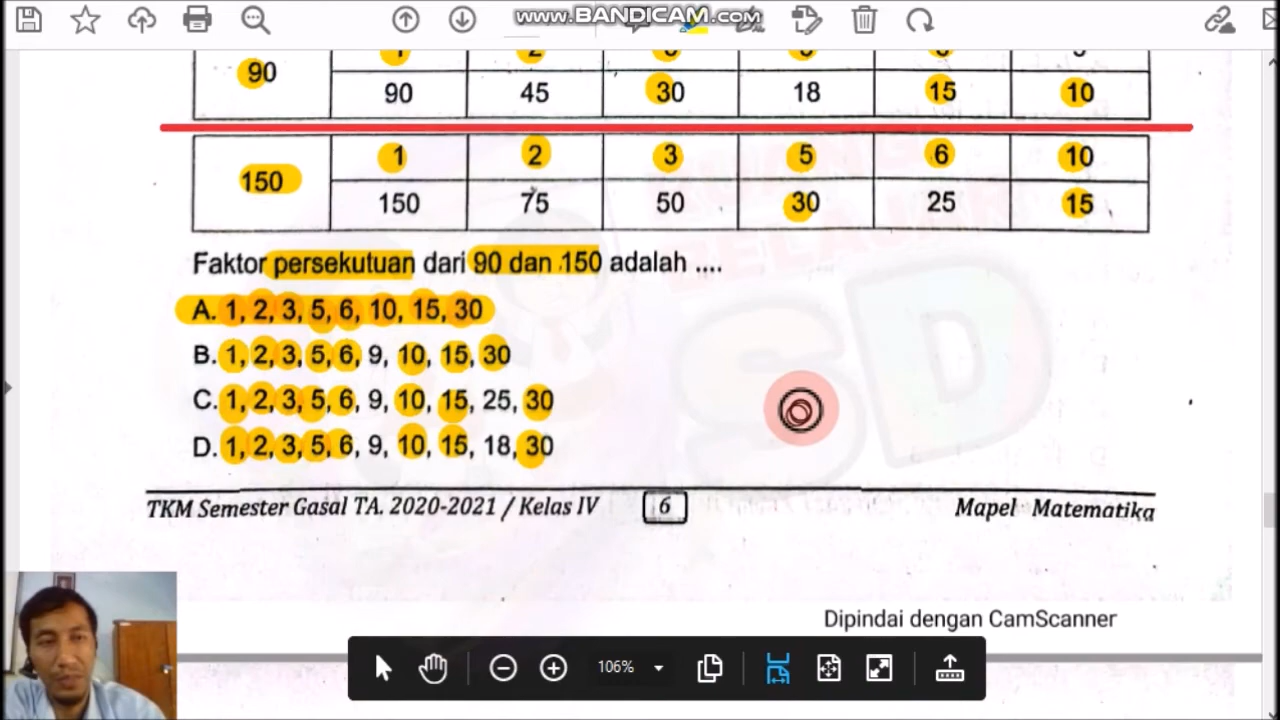 www.BANDICAM.com
90
90 45 30 18 15 10
150
1 2 3 5 6 10
150 75 50 30 25 15
Faktor persekutuan dari 90 dan 150 adalah ....
A. 1, 2, 3, 5, 6, 10, 15, 30
B. 1, 2, 3, 5, 6, 9, 10, 15, 30
C. 1, 2, 3, 5, 6, 9, 10, 15, 25, 30
D. 1, 2, 3, 5, 6, 9, 10, 15, 18, 30
TKM Semester Gasal TA. 2020-2021 / Kelas IV 6 Mapel Matematika
Dipindai dengan CamScanner
106%